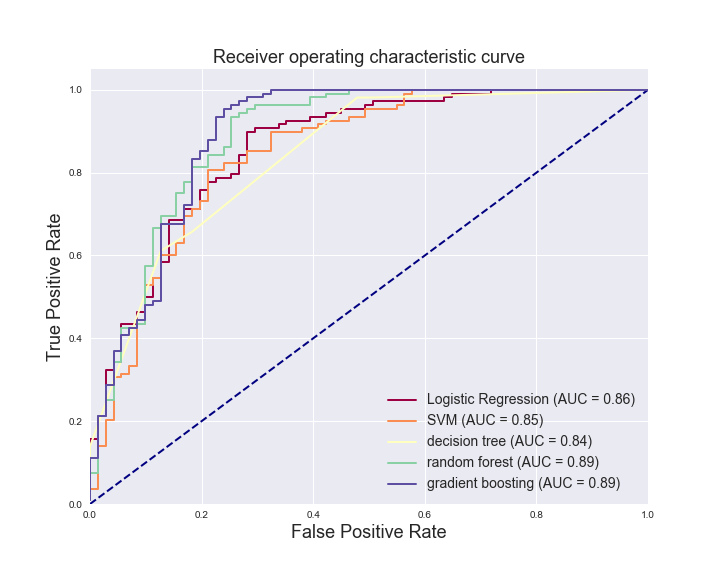 Receiver operating characteristic curve
True Positive Rate
1.0
0.8
0.6
0.4
0.2
0.0
Logistic Regression (AUC = 0.86)
SVM (AUC = 0.85)
decision tree (AUC = 0.84)
random forest (AUC = 0.89)
gradient boosting (AUC = 0.89)
0.0 0.2 0.4 0.6 0.8 1.0
False Positive Rate